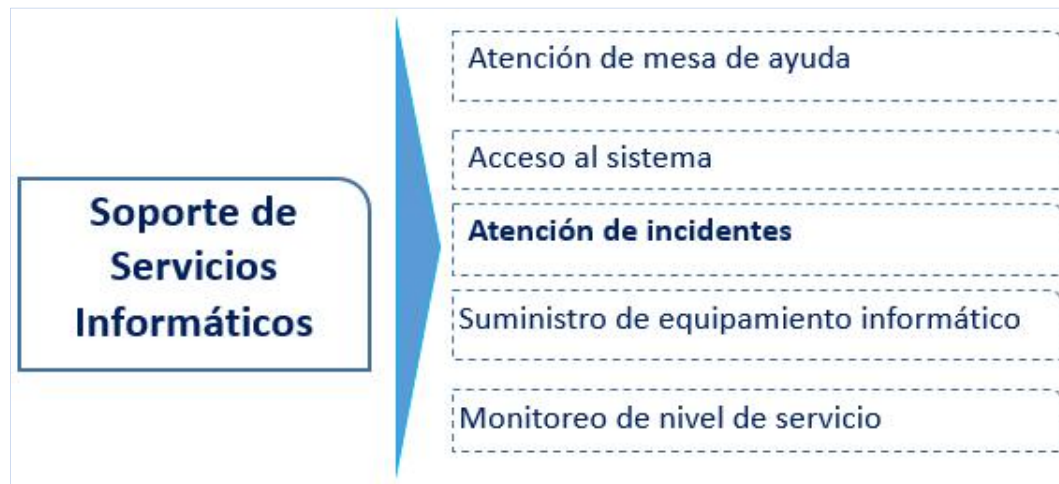 Soporte de
Servicios
Informáticos
Atención de mesa de ayuda
Acceso al sistema
Atención de incidentes
Suministro de equipamiento informático
Monitoreo de nivel de servicio